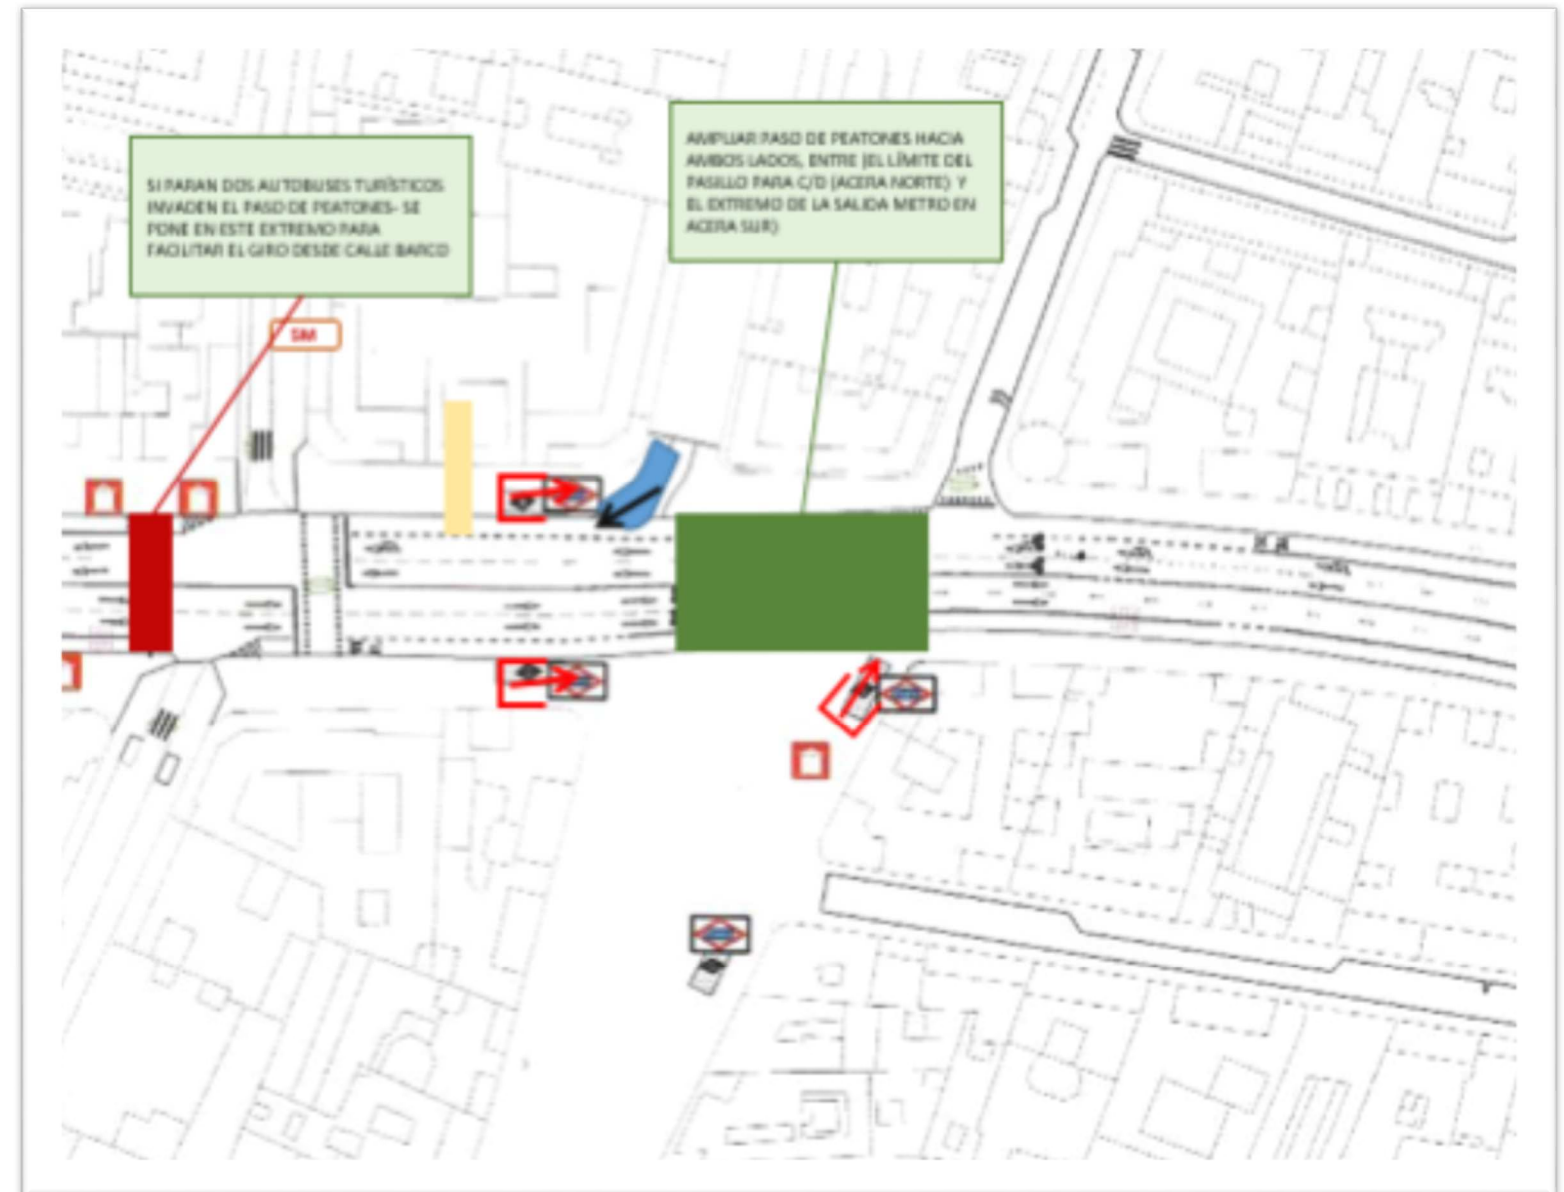 SI PARAN DOS AUTOBUSES TURÍSTICOS
INVADEN EL PASO DE PEATONES- SE
PONE EN ESTE EXTREMO PARA
FACILITAR EL GIRO DESDE CALLE BARCO
AMPLIAR PASO DE PEATONES HACIA
AMBOS LADOS, ENTRE (EL LÍMITE DEL
PASILLO PARA C/D (ACERA NORTE) Y
EL EXTREMO DE LA SALIDA METRO EN
ACERA SUR)